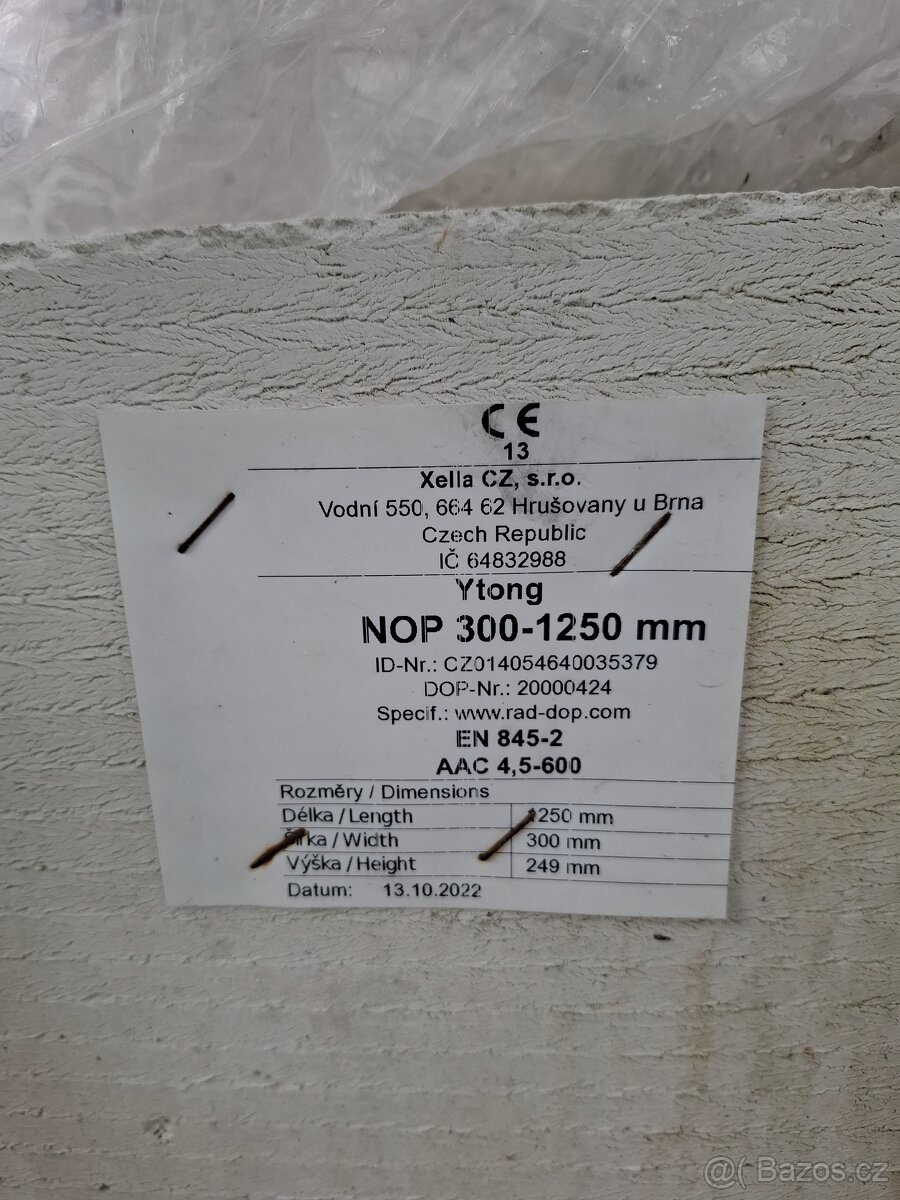 CE
13
Xella CZ, s.r.o.
Vodní 550, 664 62 Hrušovany u Brna
Czech Republic
IČ 64832988
Ytong
NOP 300-1250 mm
ID-Nr.: CZ014054640035379
DOP-Nr.: 20000424
Specif.: www.rad-dop.com
EN 845-2
AAC 4,5-600
Rozměry / Dimensions
Délka / Length 1250 mm
Šířka / Width 300 mm
Výška / Height 249 mm
Datum: 13.10.2022
@( Bazos.cz